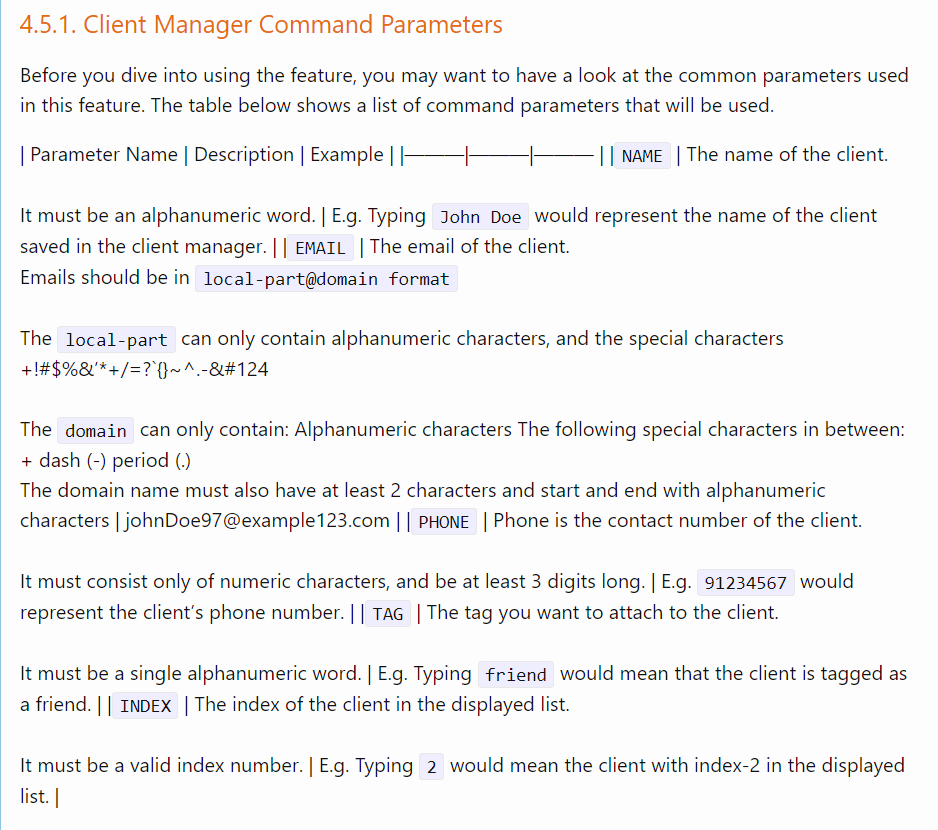 4.5.1. Client Manager Command Parameters
Before you dive into using the feature, you may want to have a look at the common parameters used
in this feature. The table below shows a list of command parameters that will be used.
| Parameter Name | Description | Example | |———|———|——— | | NAME | The name of the client.
It must be an alphanumeric word. | E.g. Typing John Doe would represent the name of the client
saved in the client manager. | | EMAIL | The email of the client.
Emails should be in local-part@domain format
The local-part can only contain alphanumeric characters, and the special characters
+!#$%&'*+/=?`{}~^.-&#124
The domain can only contain: Alphanumeric characters The following special characters in between:
+ dash (-) period (.)
The domain name must also have at least 2 characters and start and end with alphanumeric
characters | johnDoe97@example123.com | | PHONE | Phone is the contact number of the client.
It must consist only of numeric characters, and be at least 3 digits long. | E.g. 91234567 would
represent the client’s phone number. | | TAG | The tag you want to attach to the client.
It must be a single alphanumeric word. | E.g. Typing friend would mean that the client is tagged as
a friend. | | INDEX | The index of the client in the displayed list.
It must be a valid index number. | E.g. Typing 2 would mean the client with index-2 in the displayed
list. |